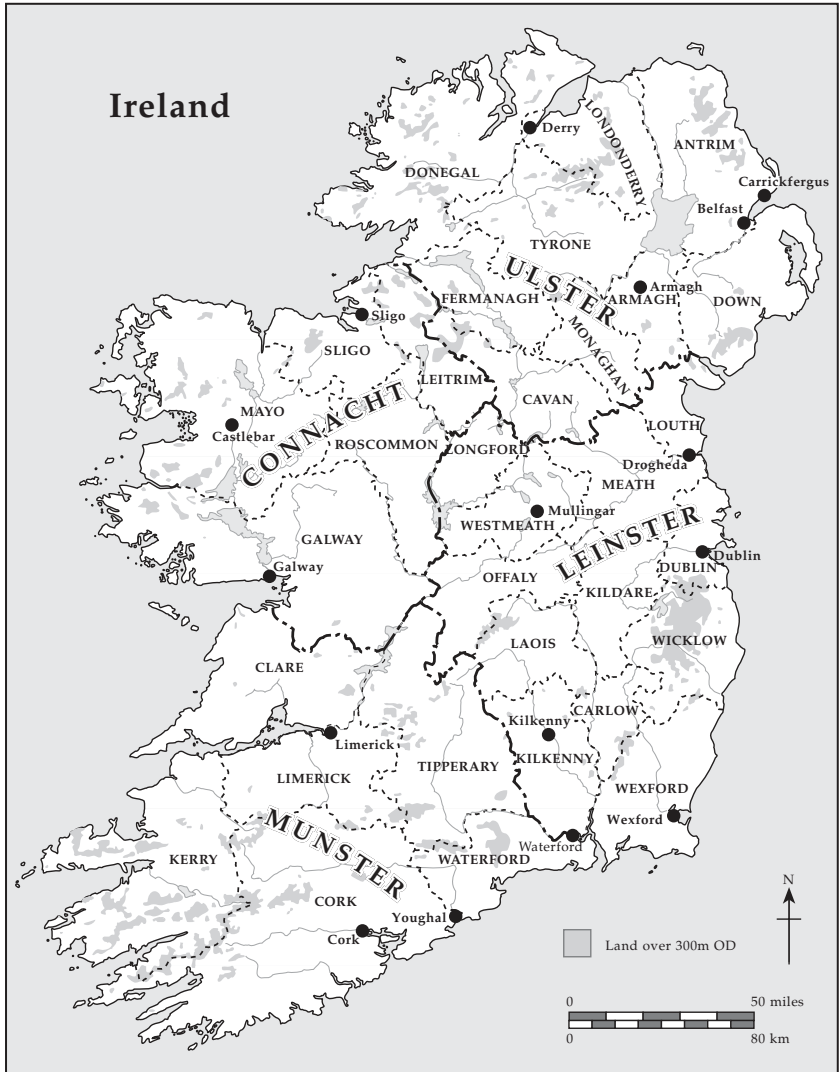 Ireland
Derry
LONDONDERRY
ANTRIM
DONEGAL
Carrickfergus
Belfast
TYRONE
ULSTER
Armagh
FERMANAGH
ARMAGH
DOWN
Sligo
MONAGHAN
SLIGO
LEITRIM
CAVAN
MAYO
Castlebar
CONNACHT
LOUTH
ROSCOMMON
LONGFORD
Drogheda
MEATH
Mullingar
WESTMEATH
LEINSTER
GALWAY
Dublin
Galway
DUBLIN
OFFALY
KILDARE
LAOIS
WICKLOW
CLARE
CARLOW
Kilkenny
Limerick
KILKENNY
TIPPERARY
LIMERICK
WEXFORD
Wexford
MUNSTER
Waterford
KERRY
WATERFORD
CORK
Youghal
Cork
N
Land over 300m OD
0 50 miles
0 80 km